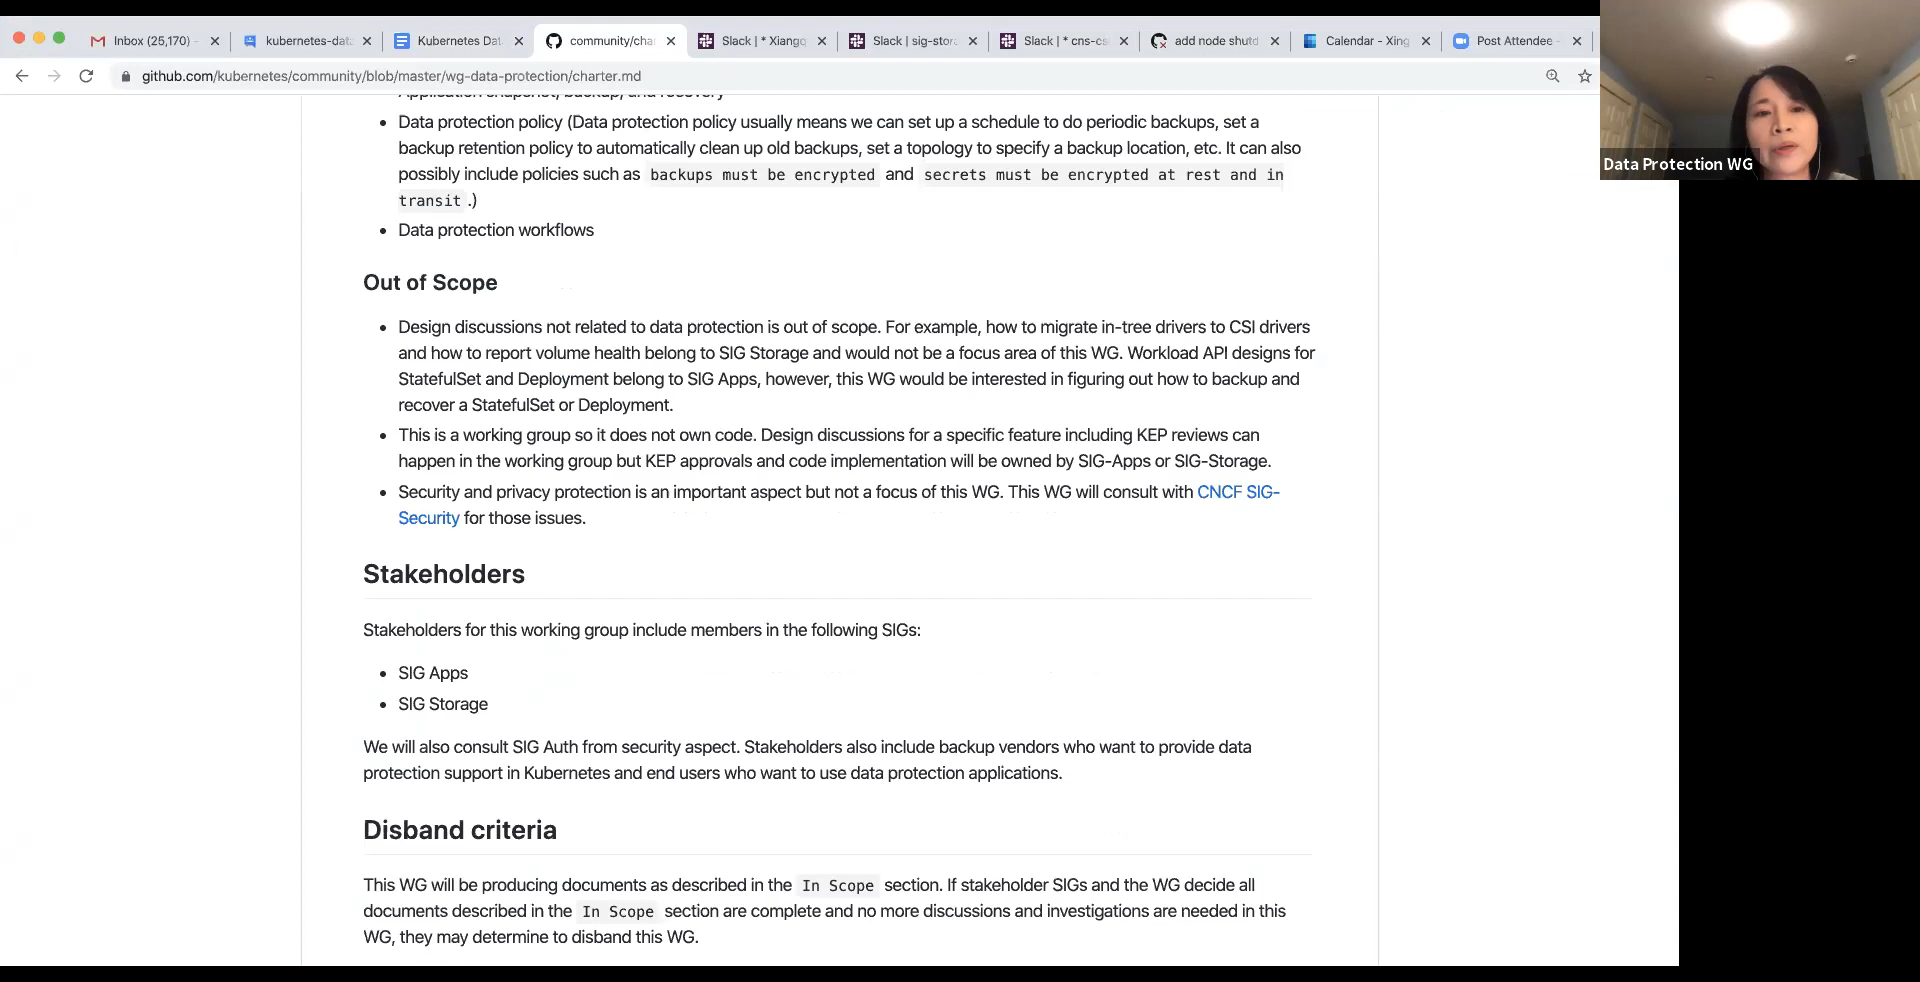 Inbox (25,170)
kubernetes-data
Kubernetes Dat
community/char
Slack | * Xiangq
Slack | sig-stora
Slack | * cns-cs
add node shutd
Calendar - Xing
Post Attendee -
github.com/kubernetes/community/blob/master/wg-data-protection/charter.md
Data Protection WG
Application snapshot, backup, and recovery
Data protection policy (Data protection policy usually means we can set up a schedule to do periodic backups, set a
backup retention policy to automatically clean up old backups, set a topology to specify a backup location, etc. It can also
possibly include policies such as backups must be encrypted and secrets must be encrypted at rest and in
transit .)
Data protection workflows
Out of Scope
Design discussions not related to data protection is out of scope. For example, how to migrate in-tree drivers to CSI drivers
and how to report volume health belong to SIG Storage and would not be a focus area of this WG. Workload API designs for
StatefulSet and Deployment belong to SIG Apps, however, this WG would be interested in figuring out how to backup and
recover a StatefulSet or Deployment.
This is a working group so it does not own code. Design discussions for a specific feature including KEP reviews can
happen in the working group but KEP approvals and code implementation will be owned by SIG-Apps or SIG-Storage.
Security and privacy protection is an important aspect but not a focus of this WG. This WG will consult with CNCF SIG-
Security for those issues.
Stakeholders
Stakeholders for this working group include members in the following SIGs:
SIG Apps
SIG Storage
We will also consult SIG Auth from security aspect. Stakeholders also include backup vendors who want to provide data
protection support in Kubernetes and end users who want to use data protection applications.
Disband criteria
This WG will be producing documents as described in the In Scope section. If stakeholder SIGs and the WG decide all
documents described in the In Scope section are complete and no more discussions and investigations are needed in this
WG, they may determine to disband this WG.